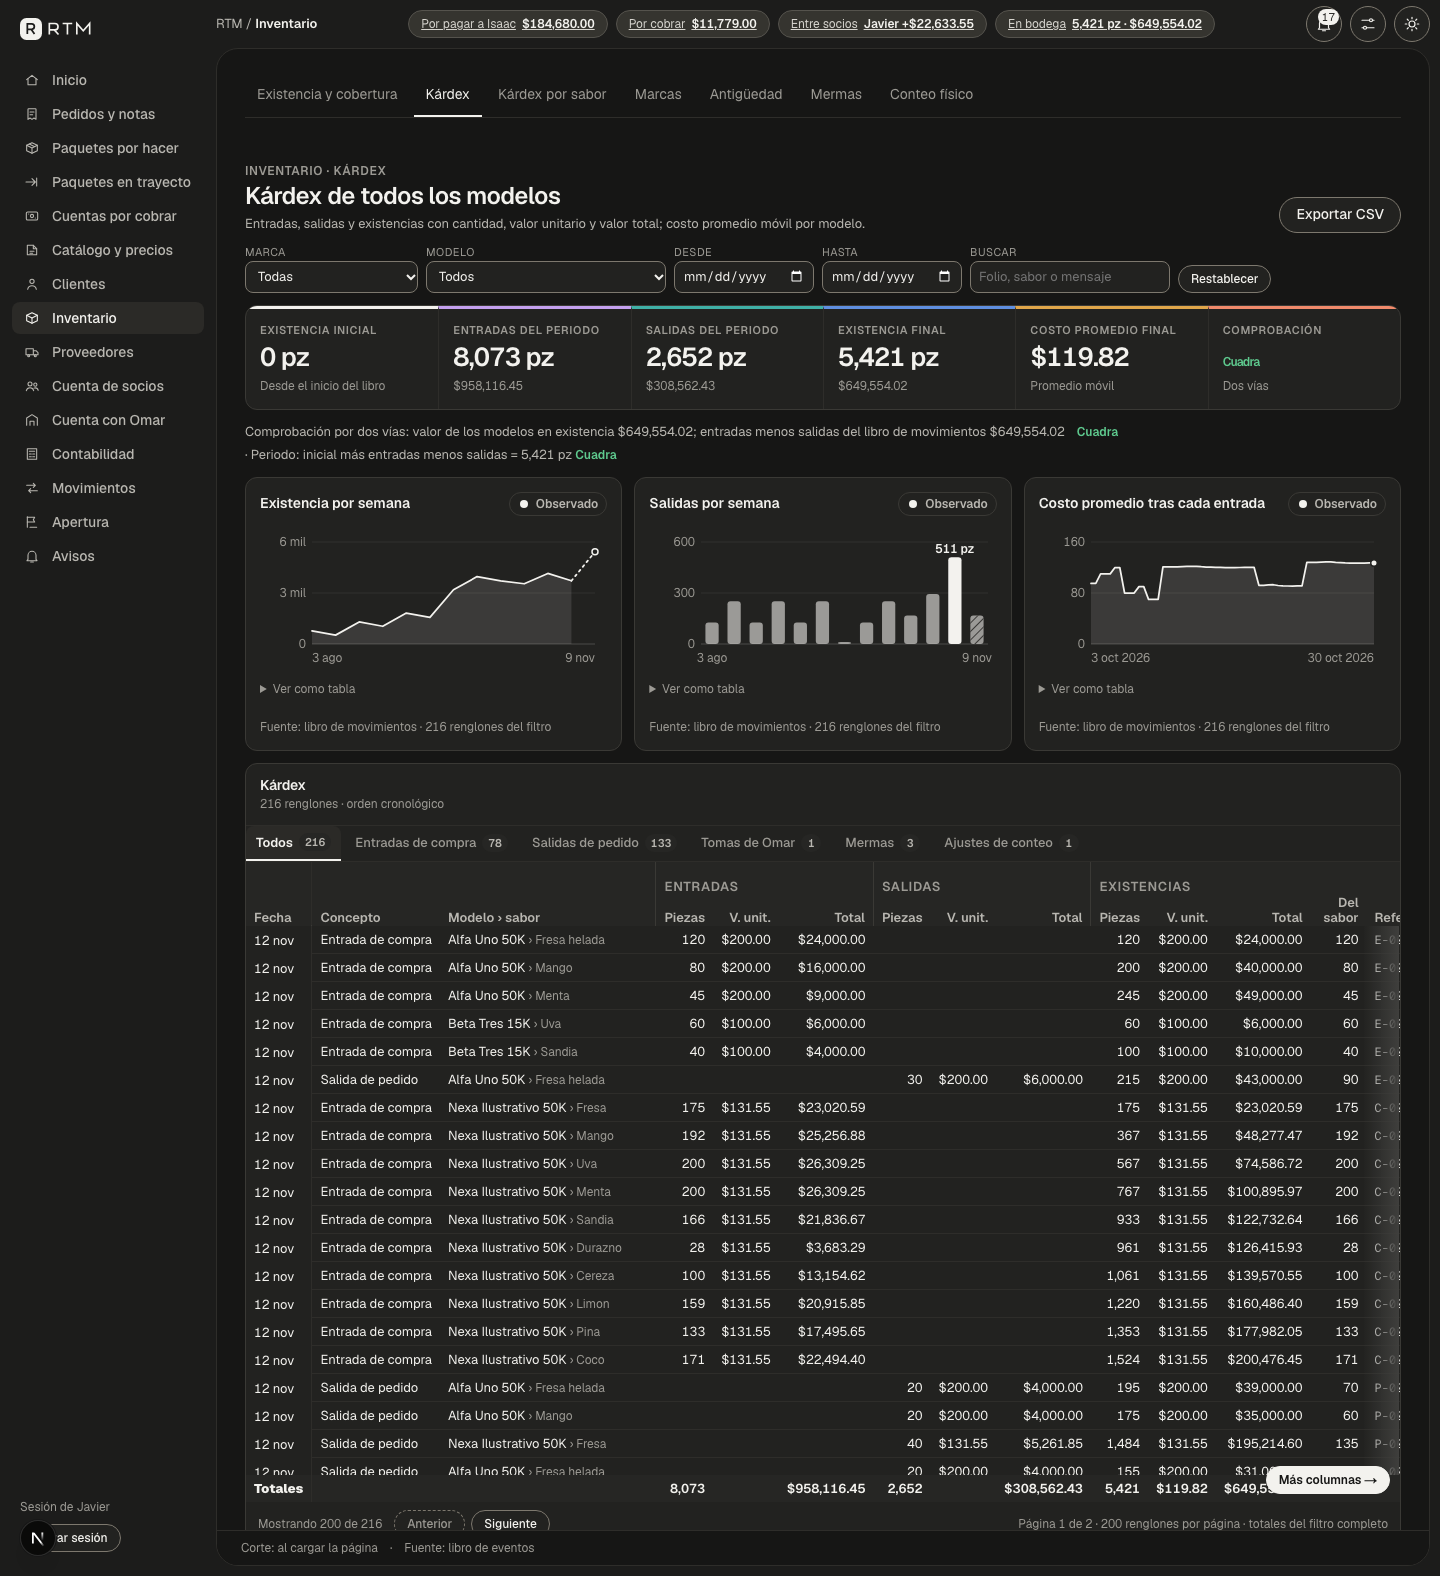 R RTM
RTM / Inventario
Por pagar a Isaac $184,680.00
Por cobrar $11,779.00
Entre socios Javier +$22,633.55
En bodega 5,421 pz · $649,554.02
17
Inicio
Pedidos y notas
Paquetes por hacer
Paquetes en trayecto
Cuentas por cobrar
Catálogo y precios
Clientes
Inventario
Proveedores
Cuenta de socios
Cuenta con Omar
Contabilidad
Movimientos
Apertura
Avisos
Sesión de Javier
N ar sesión
Existencia y cobertura Kárdex Kárdex por sabor Marcas Antigüedad Mermas Conteo físico
INVENTARIO · KÁRDEX
Kárdex de todos los modelos
Entradas, salidas y existencias con cantidad, valor unitario y valor total; costo promedio móvil por modelo.
Exportar CSV
MARCA MODELO DESDE HASTA BUSCAR
Todas Todos mm/dd/yyyy mm/dd/yyyy Folio, sabor o mensaje Restablecer
EXISTENCIA INICIAL ENTRADAS DEL PERIODO SALIDAS DEL PERIODO EXISTENCIA FINAL COSTO PROMEDIO FINAL COMPROBACIÓN
0 pz 8,073 pz 2,652 pz 5,421 pz $119.82 Cuadra
Desde el inicio del libro $958,116.45 $308,562.43 $649,554.02 Promedio móvil Dos vías
Comprobación por dos vías: valor de los modelos en existencia $649,554.02; entradas menos salidas del libro de movimientos $649,554.02 Cuadra
· Periodo: inicial más entradas menos salidas = 5,421 pz Cuadra
Existencia por semana Observado
6 mil
3 mil
0
3 ago 9 nov
▶ Ver como tabla
Fuente: libro de movimientos · 216 renglones del filtro
Salidas por semana Observado
600
511 pz
300
0
3 ago 9 nov
▶ Ver como tabla
Fuente: libro de movimientos · 216 renglones del filtro
Costo promedio tras cada entrada Observado
160
80
0
3 oct 2026 30 oct 2026
▶ Ver como tabla
Fuente: libro de movimientos · 216 renglones del filtro
Kárdex
216 renglones · orden cronológico
Todos 216 Entradas de compra 78 Salidas de pedido 133 Tomas de Omar 1 Mermas 3 Ajustes de conteo 1
ENTRADAS SALIDAS EXISTENCIAS
Fecha Concepto Modelo › sabor Piezas V. unit. Total Piezas V. unit. Total Piezas V. unit. Total Del sabor Refe
12 nov Entrada de compra Alfa Uno 50K › Fresa helada 120 $200.00 $24,000.00 120 $200.00 $24,000.00 120
12 nov Entrada de compra Alfa Uno 50K › Mango 80 $200.00 $16,000.00 200 $200.00 $40,000.00 80
12 nov Entrada de compra Alfa Uno 50K › Menta 45 $200.00 $9,000.00 245 $200.00 $49,000.00 45
12 nov Entrada de compra Beta Tres 15K › Uva 60 $100.00 $6,000.00 60 $100.00 $6,000.00 60
12 nov Entrada de compra Beta Tres 15K › Sandia 40 $100.00 $4,000.00 100 $100.00 $10,000.00 40
12 nov Salida de pedido Alfa Uno 50K › Fresa helada 30 $200.00 $6,000.00 215 $200.00 $43,000.00 90
12 nov Entrada de compra Nexa Ilustrativo 50K › Fresa 175 $131.55 $23,020.59 175 $131.55 $23,020.59 175
12 nov Entrada de compra Nexa Ilustrativo 50K › Mango 192 $131.55 $25,256.88 367 $131.55 $48,277.47 192
12 nov Entrada de compra Nexa Ilustrativo 50K › Uva 200 $131.55 $26,309.25 567 $131.55 $74,586.72 200
12 nov Entrada de compra Nexa Ilustrativo 50K › Menta 200 $131.55 $26,309.25 767 $131.55 $100,895.97 200
12 nov Entrada de compra Nexa Ilustrativo 50K › Sandia 166 $131.55 $21,836.67 933 $131.55 $122,732.64 166
12 nov Entrada de compra Nexa Ilustrativo 50K › Durazno 28 $131.55 $3,683.29 961 $131.55 $126,415.93 28
12 nov Entrada de compra Nexa Ilustrativo 50K › Cereza 100 $131.55 $13,154.62 1,061 $131.55 $139,570.55 100
12 nov Entrada de compra Nexa Ilustrativo 50K › Limon 159 $131.55 $20,915.85 1,220 $131.55 $160,486.40 159
12 nov Entrada de compra Nexa Ilustrativo 50K › Pina 133 $131.55 $17,495.65 1,353 $131.55 $177,982.05 133
12 nov Entrada de compra Nexa Ilustrativo 50K › Coco 171 $131.55 $22,494.40 1,524 $131.55 $200,476.45 171
12 nov Salida de pedido Alfa Uno 50K › Fresa helada 20 $200.00 $4,000.00 195 $200.00 $39,000.00 70
12 nov Salida de pedido Alfa Uno 50K › Mango 20 $200.00 $4,000.00 175 $200.00 $35,000.00 60
12 nov Salida de pedido Nexa Ilustrativo 50K › Fresa 40 $131.55 $5,261.85 1,484 $131.55 $195,214.60 135
12 nov Salida de pedido Alfa Uno 50K › Fresa helada 20 $200.00 $4,000.00 155 $200.00
Totales 8,073 $958,116.45 2,652 $308,562.43 5,421 $119.82
Más columnas →
Mostrando 200 de 216 Anterior Siguiente Página 1 de 2 · 200 renglones por página · totales del filtro completo
Corte: al cargar la página · Fuente: libro de eventos